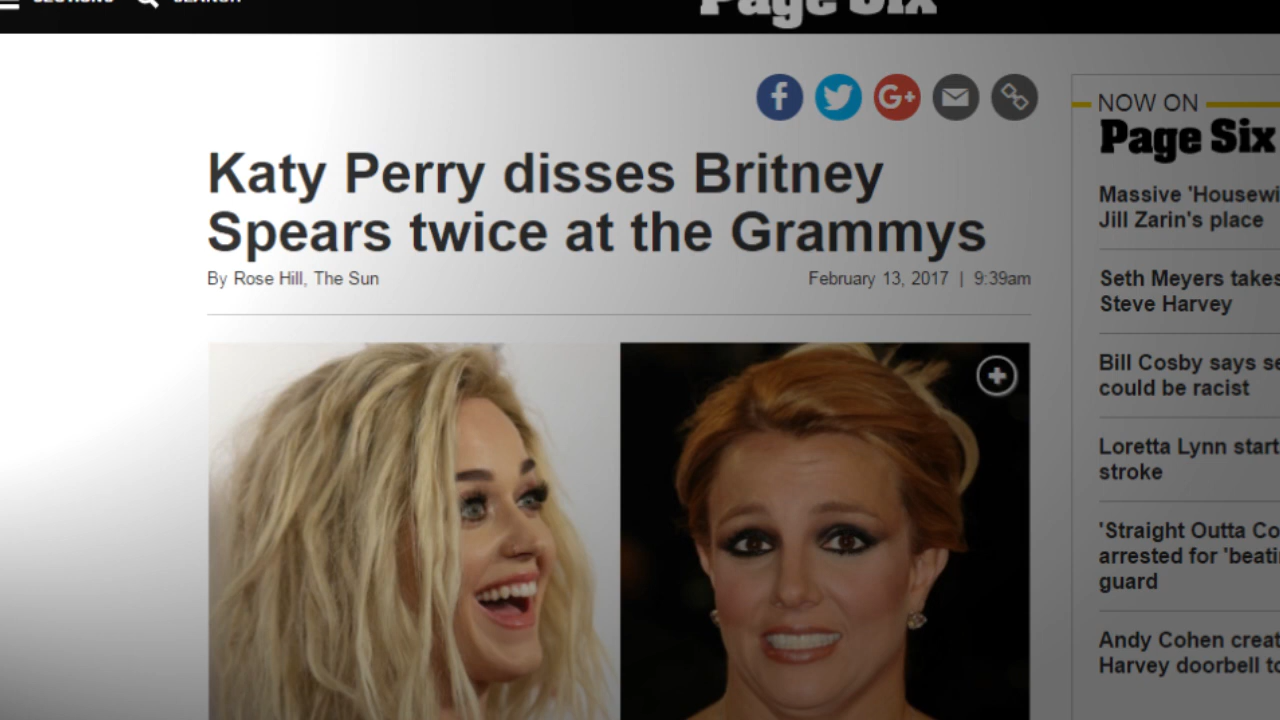 SECTIONS
SEARCH
Page Six
Katy Perry disses Britney
Spears twice at the Grammys
By Rose Hill, The Sun
February 13, 2017 | 9:39am
NOW ON
Page Six
Massive 'Housewi
Jill Zarin's place
Seth Meyers takes
Steve Harvey
Bill Cosby says se
could be racist
Loretta Lynn start
stroke
'Straight Outta Co
arrested for 'beati
guard
Andy Cohen creat
Harvey doorbell to